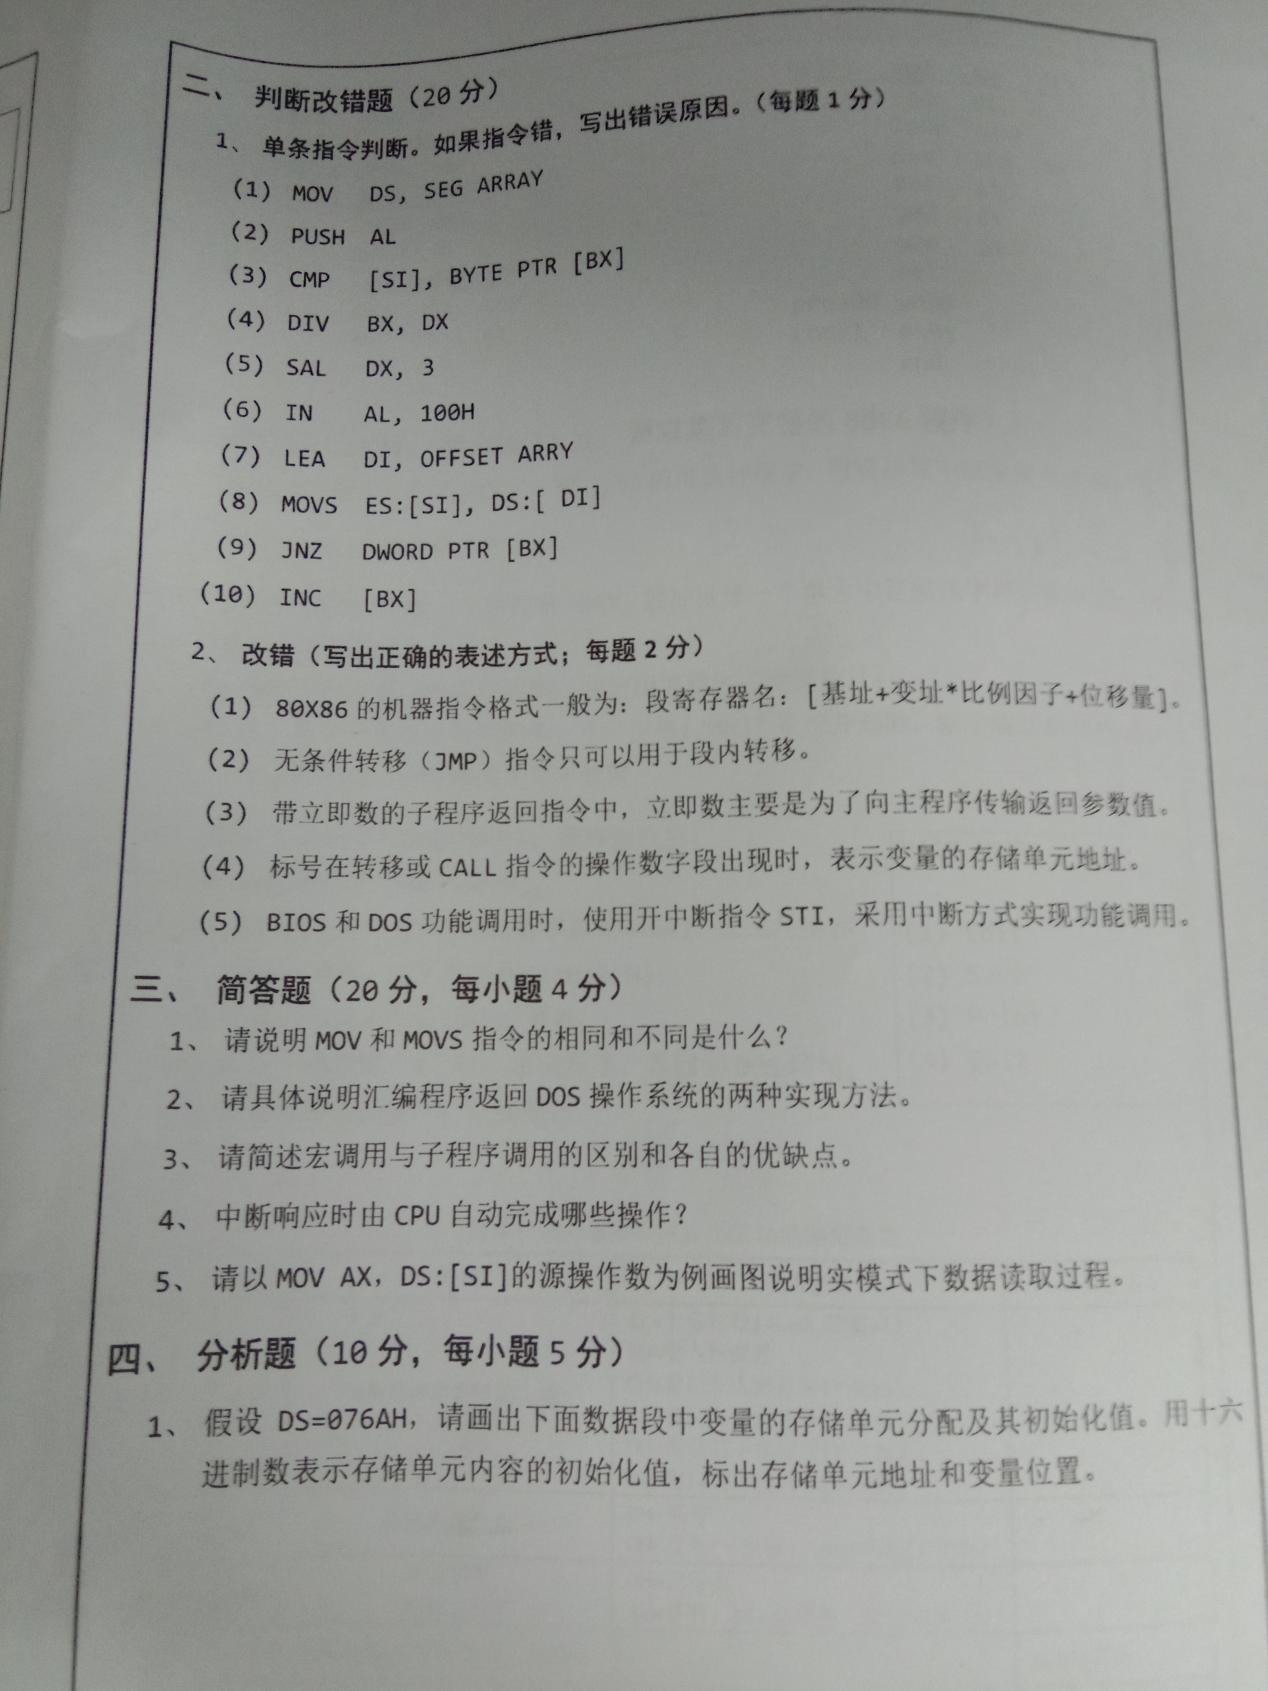 二、 判断改错题（20 分）
1、 单条指令判断。如果指令错，写出错误原因。（每题 1 分）
(1) MOV DS, SEG ARRAY
(2) PUSH AL
(3) CMP [SI], BYTE PTR [BX]
(4) DIV BX, DX
(5) SAL DX, 3
(6) IN AL, 100H
(7) LEA DI, OFFSET ARRY
(8) MOVS ES:[SI], DS:[ DI]
(9) JNZ DWORD PTR [BX]
(10) INC [BX]
2、 改错（写出正确的表述方式；每题 2 分）
(1) 80X86 的机器指令格式一般为：段寄存器名：[基址+变址*比例因子+位移量]。
(2) 无条件转移（JMP）指令只可以用于段内转移。
(3) 带立即数的子程序返回指令中，立即数主要是为了向主程序传输返回参数值。
(4) 标号在转移或 CALL 指令的操作数字段出现时，表示变量的存储单元地址。
(5) BIOS 和 DOS 功能调用时，使用开中断指令 STI，采用中断方式实现功能调用。
三、 简答题（20 分，每小题 4 分）
1、 请说明 MOV 和 MOVS 指令的相同和不同是什么？
2、 请具体说明汇编程序返回 DOS 操作系统的两种实现方法。
3、 请简述宏调用与子程序调用的区别和各自的优缺点。
4、 中断响应时由 CPU 自动完成哪些操作？
5、 请以 MOV AX, DS:[SI]的源操作数为例画图说明实模式下数据读取过程。
四、 分析题（10 分，每小题 5 分）
1、 假设 DS=076AH，请画出下面数据段中变量的存储单元分配及其初始化值。用十六
进制数表示存储单元内容的初始化值，标出存储单元地址和变量位置。